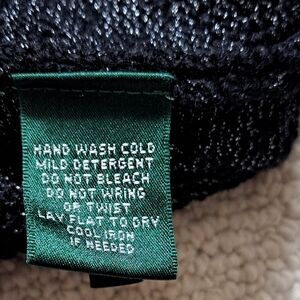 HAND WASH COLD
MILD DETERGENT
DO NOT BLEACH
DO NOT WRING
OR TWIST
LAY FLAT TO DRY
COOL IRON
IF NEEDED